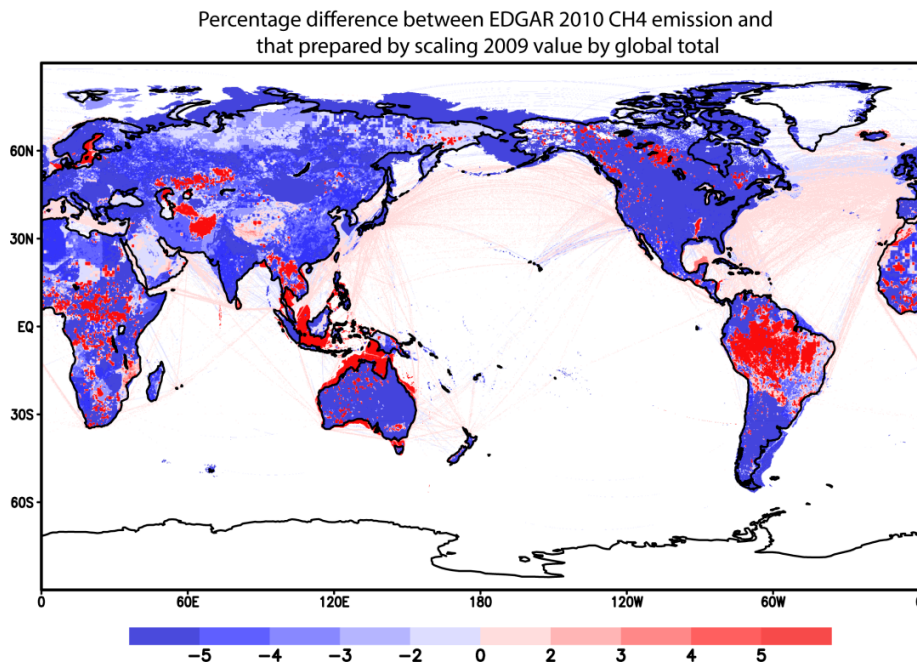 Percentage difference between EDGAR 2010 CH4 emission and
that prepared by scaling 2009 value by global total
60N
30N
EQ
30S
60S
0 60E 120E 180 120W 60W 0
-5 -4 -3 -2 0 2 3 4 5